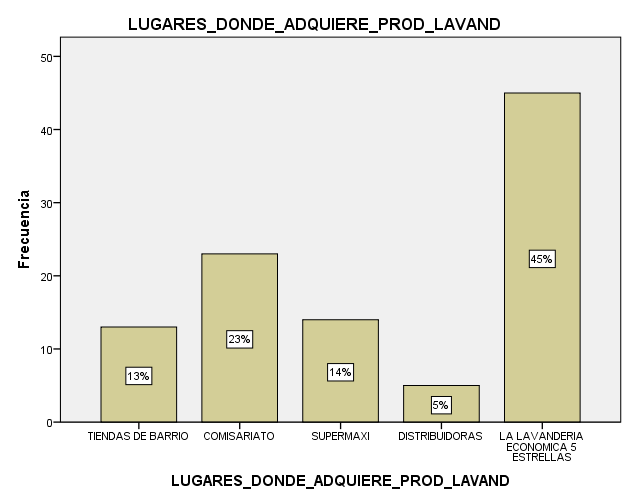 LUGARES_DONDE_ADQUIERE_PROD_LAVAND
50
40
30
20
10
0
Frecuencia
13%
23%
14%
5%
45%
TIENDAS DE BARRIO
COMISARIATO
SUPERMAXI
DISTRIBUIDORAS
LA LAVANDERIA
ECONOMICA 5
ESTRELLAS
LUGARES_DONDE_ADQUIERE_PROD_LAVAND